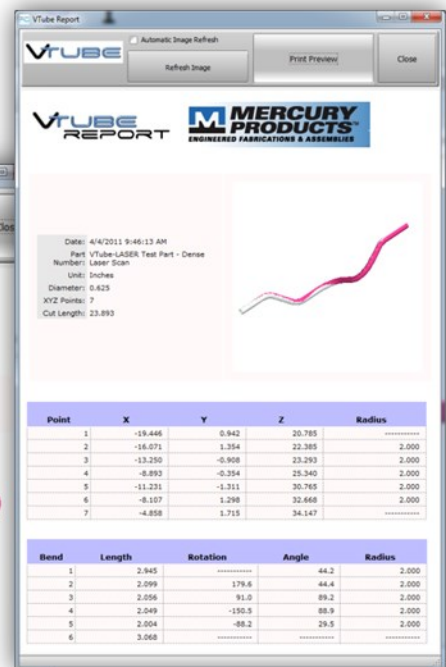 VTube Report
VTUBE
Automatic Image Refresh
Refresh Image
Print Preview
Close
VTUBE
REPORT
MERCURY
PRODUCTS™
ENGINEERED FABRICATIONS & ASSEMBLIES
Date: 4/4/2011 9:46:13 AM
Part VTube-LASER Test Part - Dense
Number: Laser Scan
Unit: Inches
Diameter: 0.625
XYZ Points: 7
Cut Length: 23.893
Point X Y Z Radius
1 -19.446 0.942 20.785 -----------
2 -16.071 1.354 22.385 2.000
3 -13.250 -0.908 23.293 2.000
4 -8.893 -0.354 25.340 2.000
5 -11.231 -1.311 30.765 2.000
6 -8.107 1.298 32.668 2.000
7 -4.858 1.715 34.147 -----------
Bend Length Rotation Angle Radius
1 2.945 ----------- 44.2 2.000
2 2.099 179.6 44.4 2.000
3 2.056 91.0 89.2 2.000
4 2.049 -150.5 88.9 2.000
5 2.004 -88.2 29.5 2.000
6 3.068 ----------- ----------- -----------